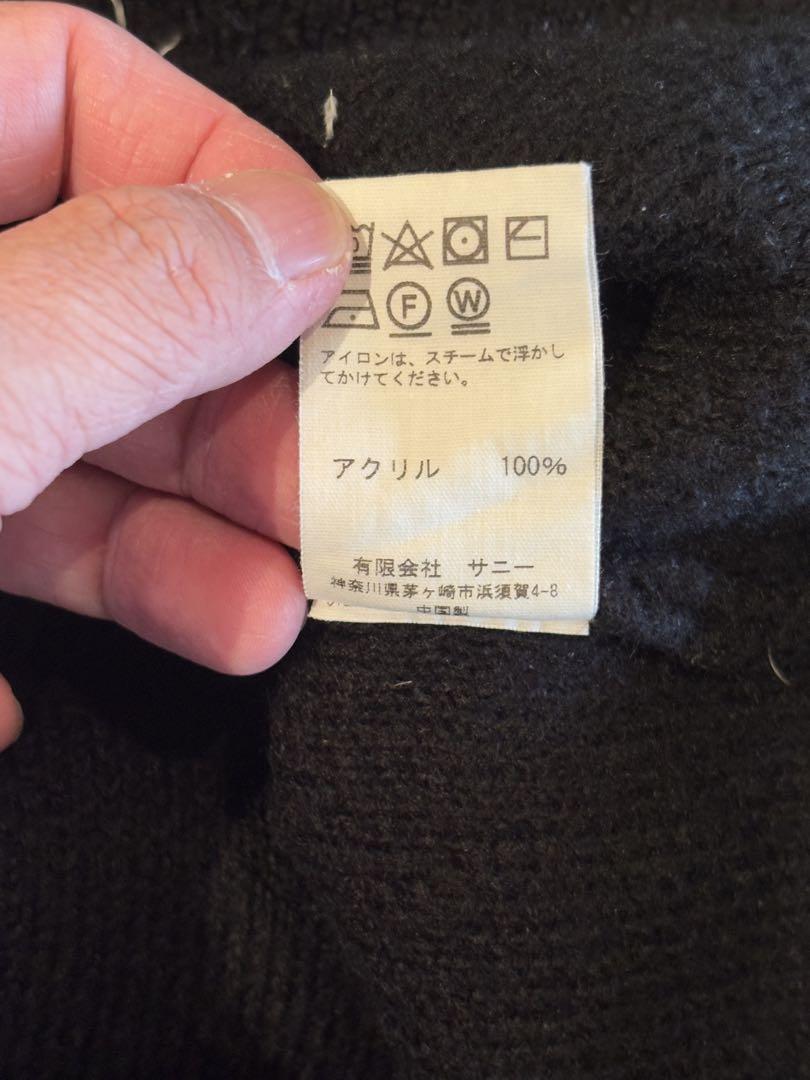 F W
アイロンは、スチームで浮かし
てかけてください。
アクリル 100%
有限会社 サニー
神奈川県茅ヶ崎市浜須賀4-8
中国製